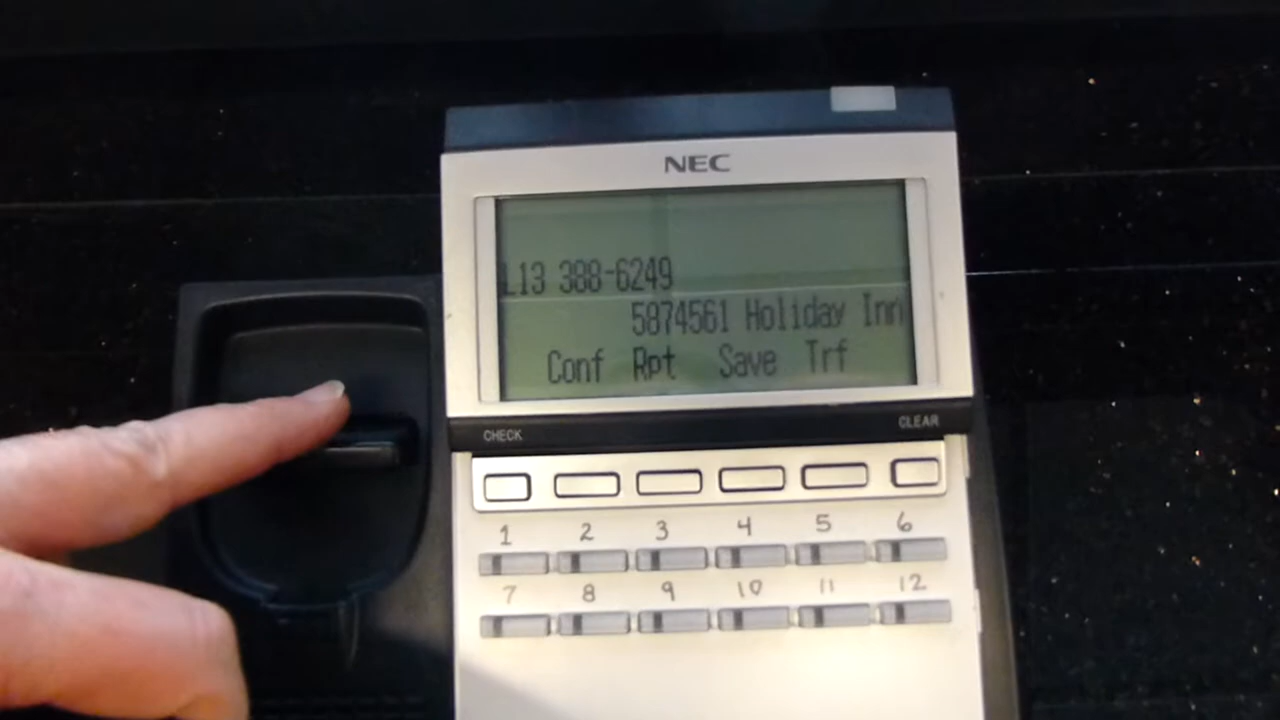 NEC
L13 388-6249
5874561 Holiday Inn
Conf Rpt Save Trf
CHECK CLEAR
1 2 3 4 5 6
7 8 9 10 11 12